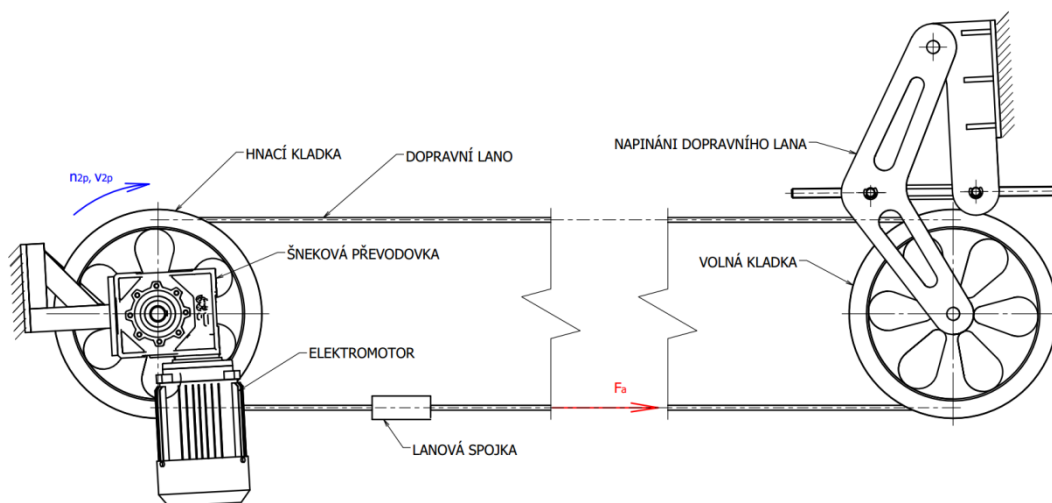 HNACÍ KLADKA
DOPRAVNÍ LANO
NAPINÁNI DOPRAVNÍHO LANA
n2p, v2p
ŠNEKOVÁ PŘEVODOVKA
VOLNÁ KLADKA
ELEKTROMOTOR
Fa
LANOVÁ SPOJKA